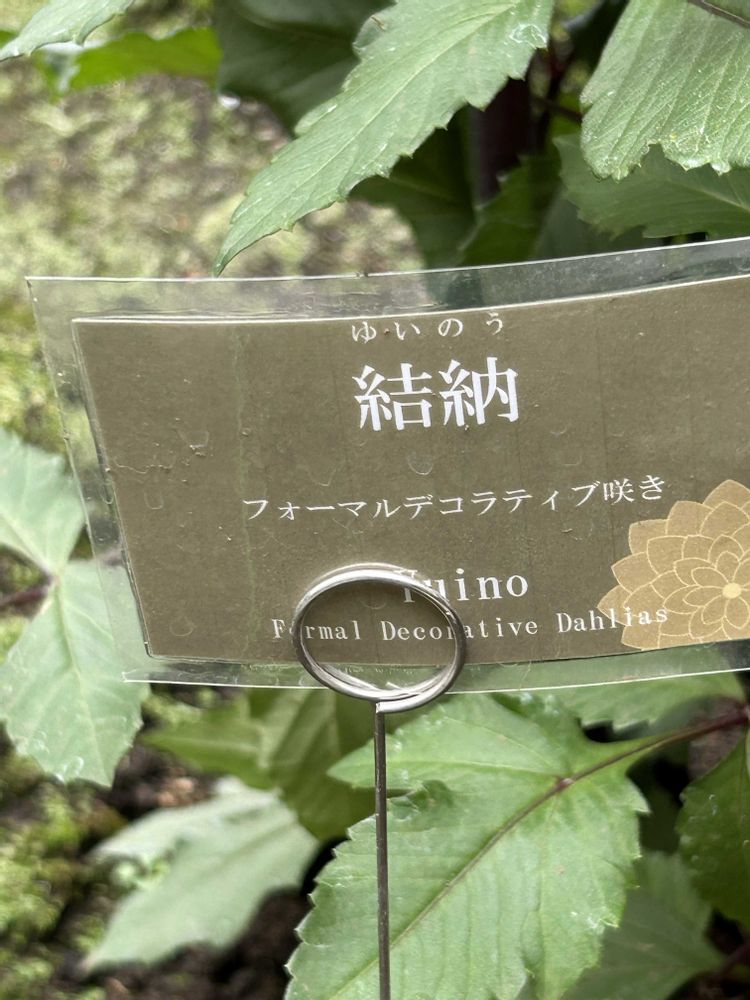 ゆいのう
結納
フォーマルデコラティブ咲き
Yuino
Formal Decorative Dahlias